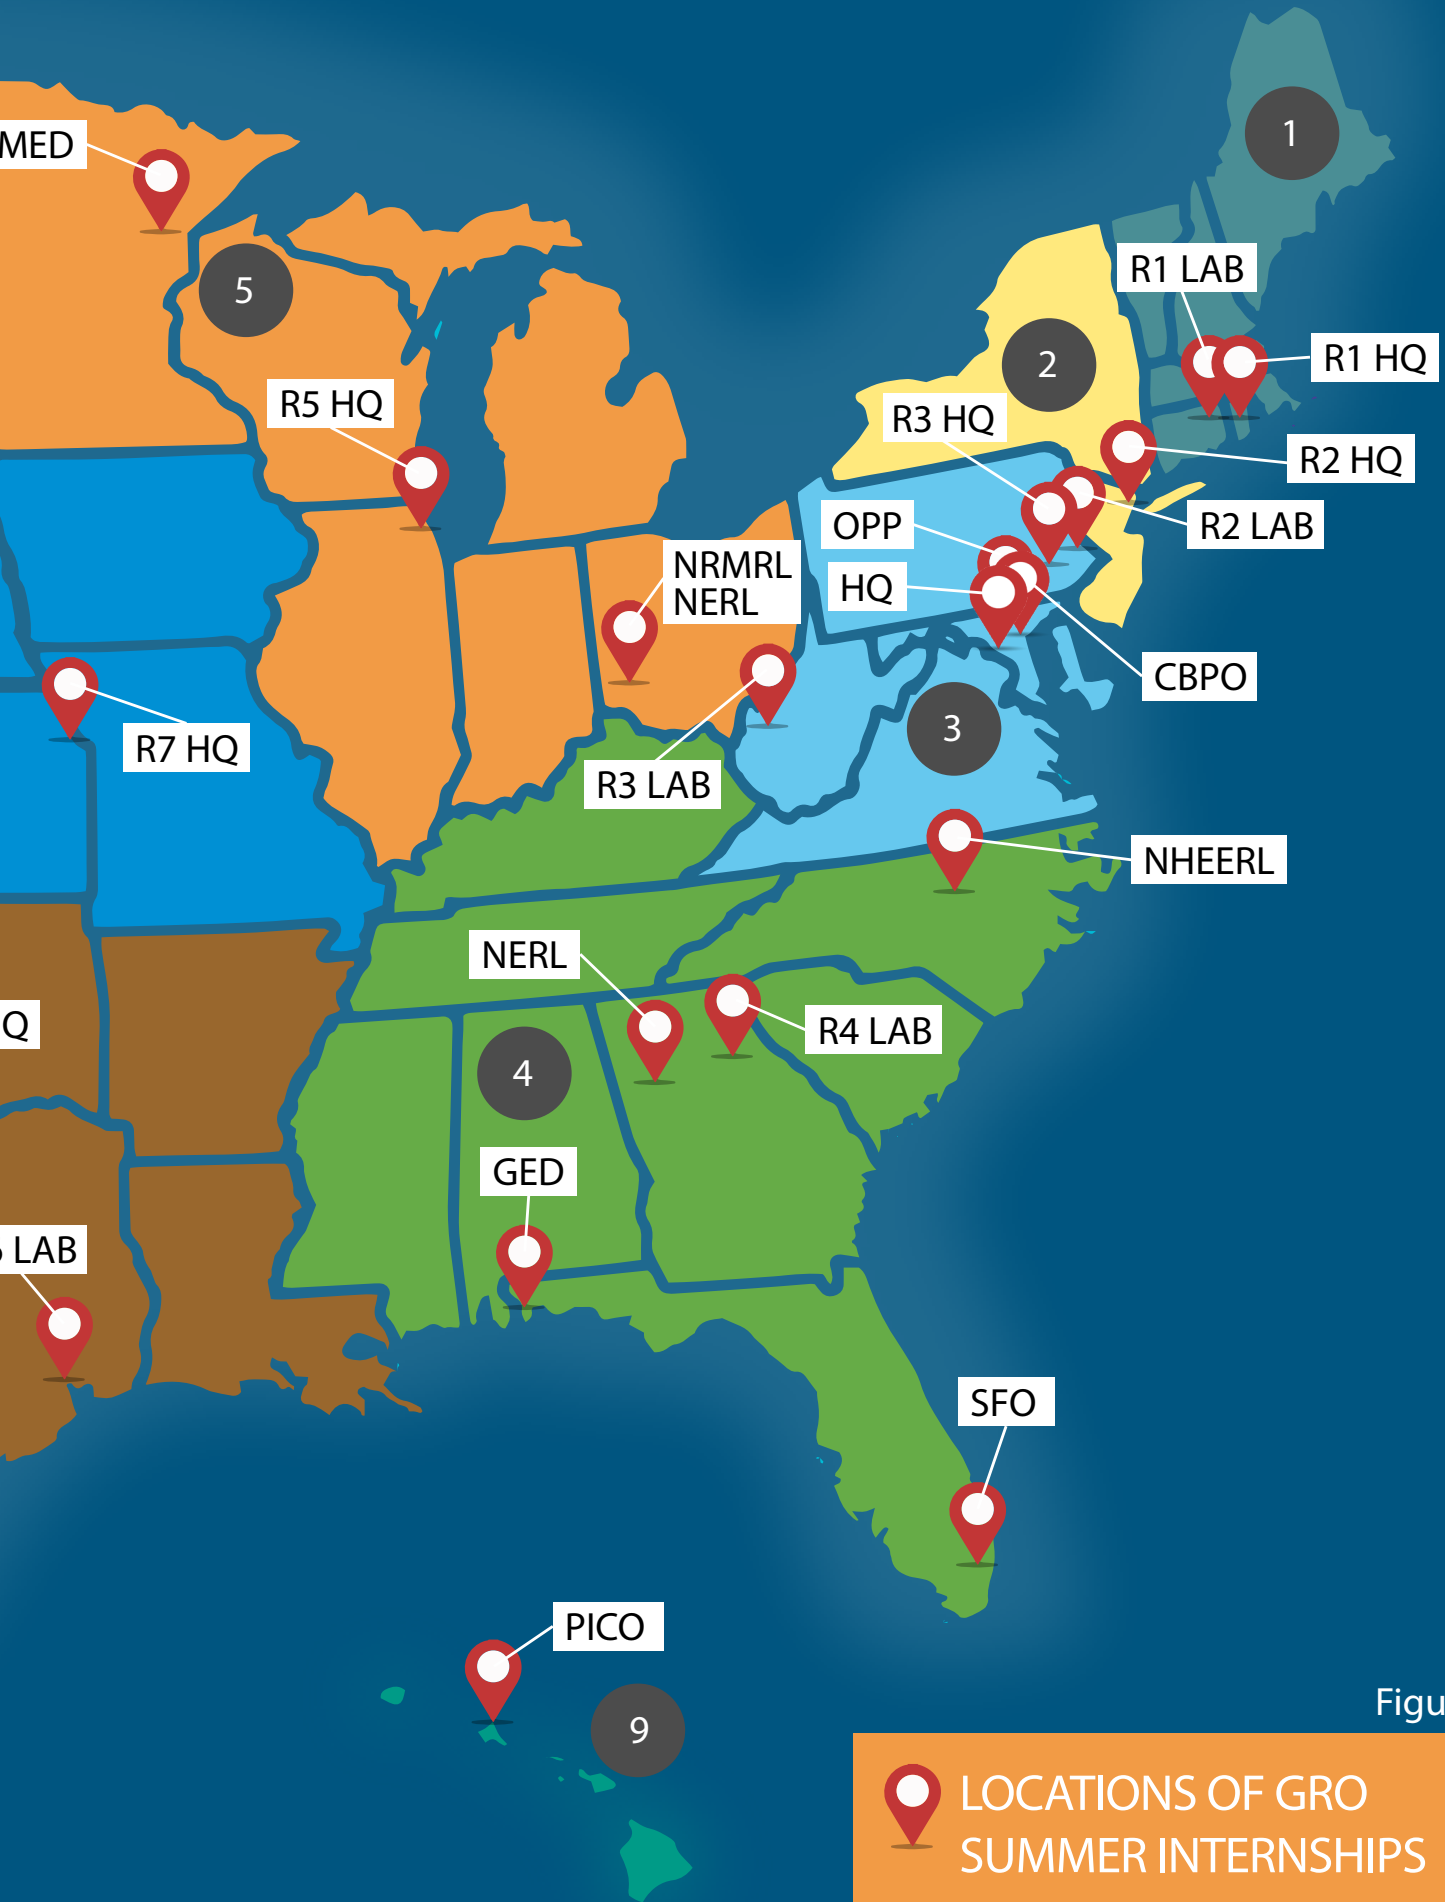 1
MED
R1 LAB
5
R1 HQ
2
R5 HQ
R3 HQ
R2 HQ
OPP
R2 LAB
NRMRL
NERL
HQ
CBPO
3
R7 HQ
R3 LAB
NHEERL
NERL
Q
R4 LAB
4
GED
LAB
SFO
PICO
Figu
9
LOCATIONS OF GRO
SUMMER INTERNSHIPS